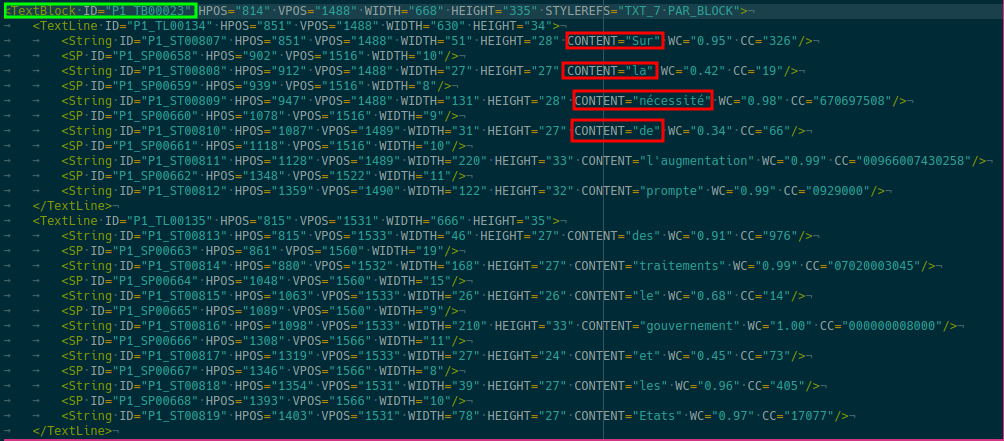 <TextBlock ID="P1_TB00023" HPOS="814" VPOS="1488" WIDTH="668" HEIGHT="335" STYLEREFS="TXT_7 PAR_BLOCK">
<TextLine ID="P1_TL00134" HPOS="851" VPOS="1488" WIDTH="630" HEIGHT="34">
<String ID="P1_ST00807" HPOS="851" VPOS="1488" WIDTH="51" HEIGHT="28" CONTENT="Sur" WC="0.95" CC="326"/>
<SP ID="P1_SP00658" HPOS="902" VPOS="1516" WIDTH="10"/>
<String ID="P1_ST00808" HPOS="912" VPOS="1488" WIDTH="27" HEIGHT="27" CONTENT="la" WC="0.42" CC="19"/>
<SP ID="P1_SP00659" HPOS="939" VPOS="1516" WIDTH="8"/>
<String ID="P1_ST00809" HPOS="947" VPOS="1488" WIDTH="131" HEIGHT="28" CONTENT="nécessité" WC="0.98" CC="670697508"/>
<SP ID="P1_SP00660" HPOS="1078" VPOS="1516" WIDTH="9"/>
<String ID="P1_ST00810" HPOS="1087" VPOS="1489" WIDTH="31" HEIGHT="27" CONTENT="de" WC="0.34" CC="66"/>
<SP ID="P1_SP00661" HPOS="1118" VPOS="1516" WIDTH="10"/>
<String ID="P1_ST00811" HPOS="1128" VPOS="1489" WIDTH="220" HEIGHT="33" CONTENT="l'augmentation" WC="0.99" CC="00966007430258"/>
<SP ID="P1_SP00662" HPOS="1348" VPOS="1522" WIDTH="11"/>
<String ID="P1_ST00812" HPOS="1359" VPOS="1490" WIDTH="122" HEIGHT="32" CONTENT="prompte" WC="0.99" CC="0929000"/>
</TextLine>
<TextLine ID="P1_TL00135" HPOS="815" VPOS="1531" WIDTH="666" HEIGHT="35">
<String ID="P1_ST00813" HPOS="815" VPOS="1533" WIDTH="46" HEIGHT="27" CONTENT="des" WC="0.91" CC="976"/>
<SP ID="P1_SP00663" HPOS="861" VPOS="1560" WIDTH="19"/>
<String ID="P1_ST00814" HPOS="880" VPOS="1532" WIDTH="168" HEIGHT="27" CONTENT="traitements" WC="0.99" CC="07020003045"/>
<SP ID="P1_SP00664" HPOS="1048" VPOS="1560" WIDTH="15"/>
<String ID="P1_ST00815" HPOS="1063" VPOS="1533" WIDTH="26" HEIGHT="26" CONTENT="le" WC="0.68" CC="14"/>
<SP ID="P1_SP00665" HPOS="1089" VPOS="1560" WIDTH="9"/>
<String ID="P1_ST00816" HPOS="1098" VPOS="1533" WIDTH="210" HEIGHT="33" CONTENT="gouvernement" WC="1.00" CC="000000008000"/>
<SP ID="P1_SP00666" HPOS="1308" VPOS="1566" WIDTH="11"/>
<String ID="P1_ST00817" HPOS="1319" VPOS="1533" WIDTH="27" HEIGHT="24" CONTENT="et" WC="0.45" CC="73"/>
<SP ID="P1_SP00667" HPOS="1346" VPOS="1566" WIDTH="8"/>
<String ID="P1_ST00818" HPOS="1354" VPOS="1531" WIDTH="39" HEIGHT="27" CONTENT="les" WC="0.96" CC="405"/>
<SP ID="P1_SP00668" HPOS="1393" VPOS="1566" WIDTH="10"/>
<String ID="P1_ST00819" HPOS="1403" VPOS="1531" WIDTH="78" HEIGHT="27" CONTENT="Etats" WC="0.97" CC="17077"/>
</TextLine>